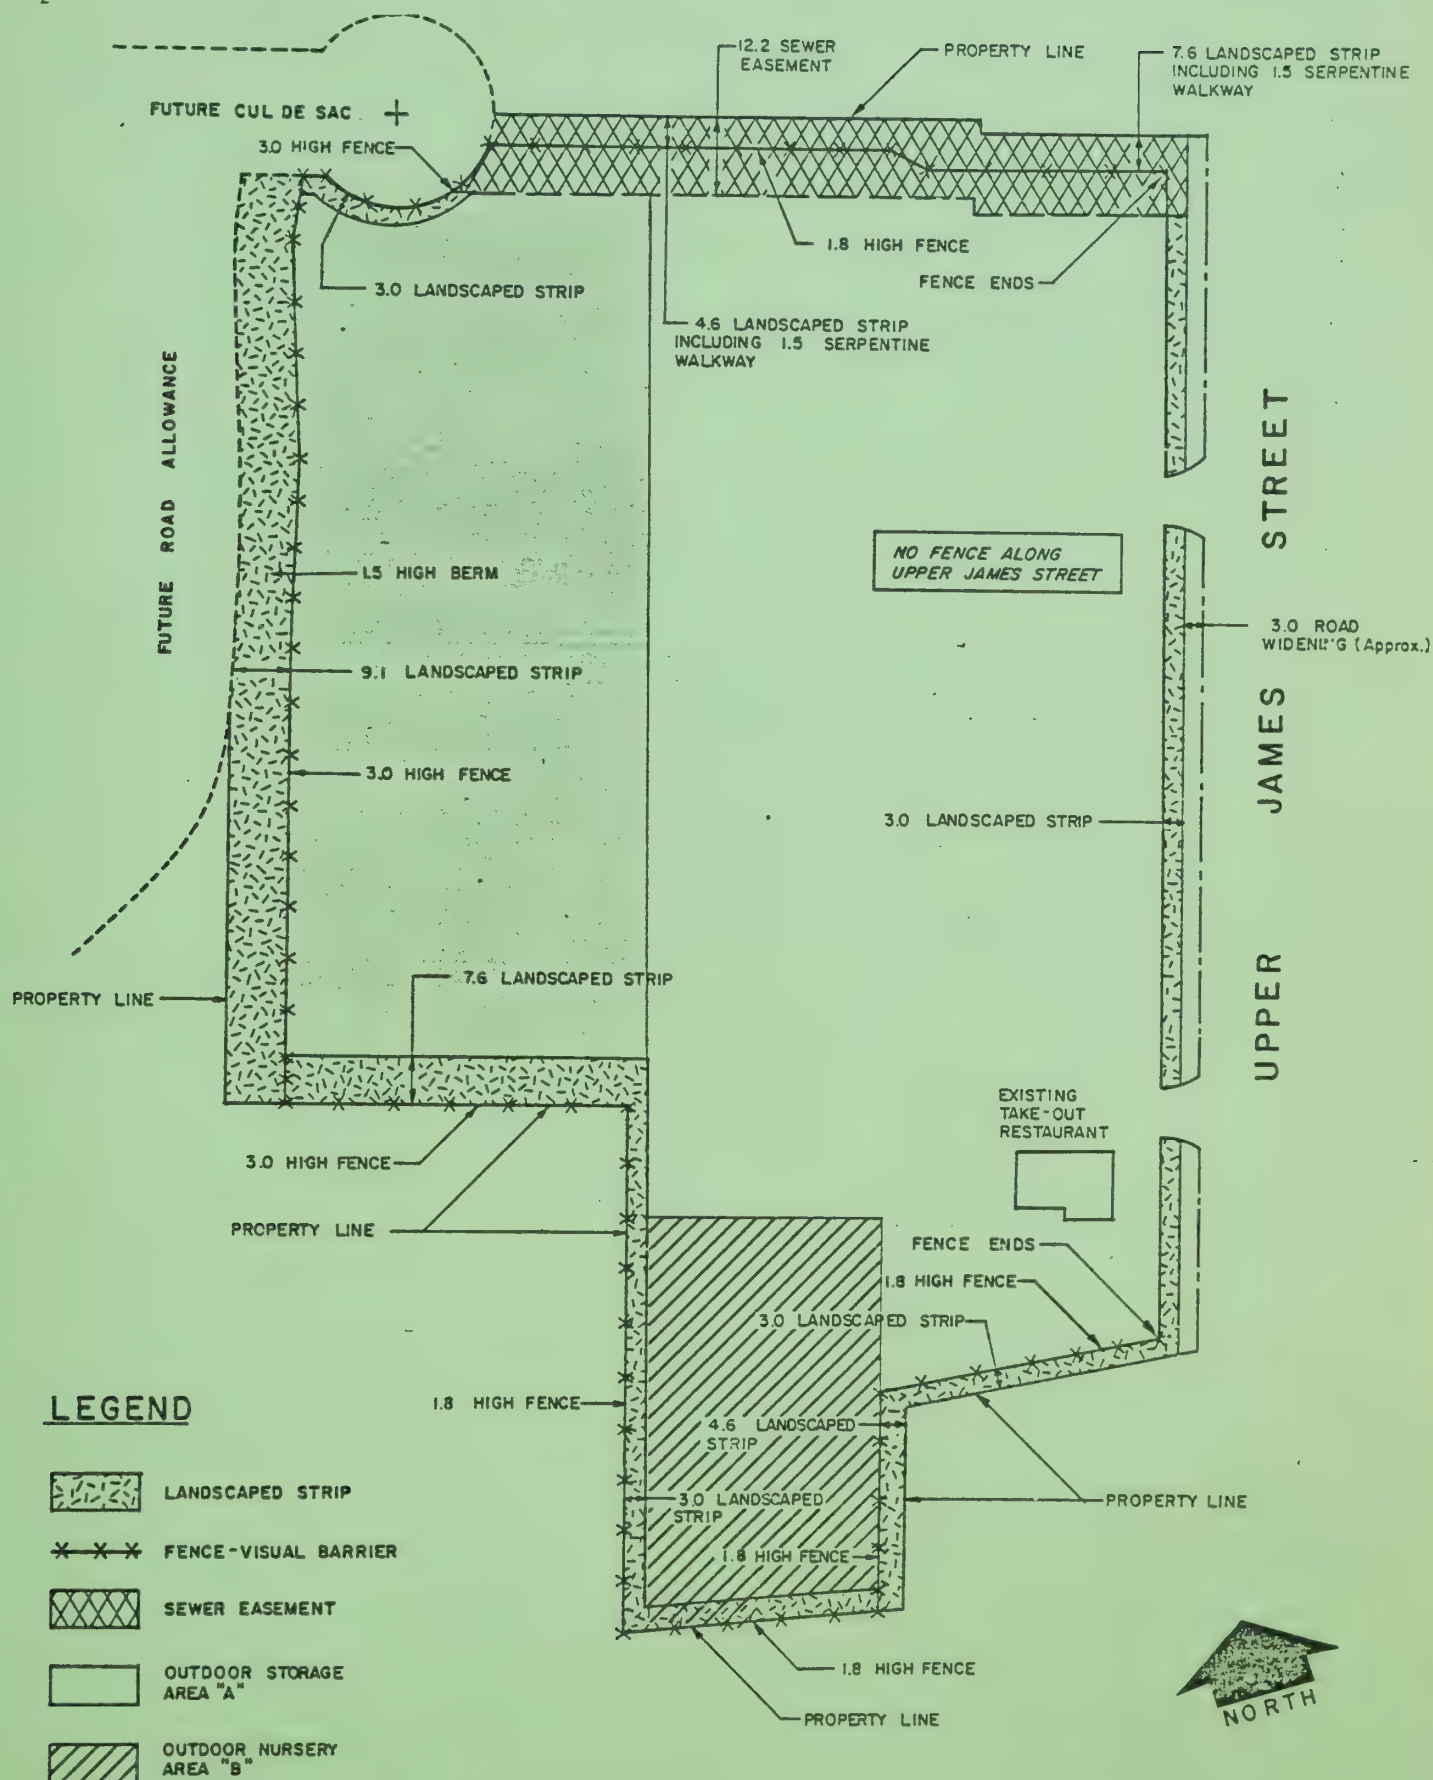 12.2 SEWER
EASEMENT
PROPERTY LINE
7.6 LANDSCAPED STRIP
INCLUDING 1.5 SERPENTINE
WALKWAY
FUTURE CUL DE SAC
3.0 HIGH FENCE
1.8 HIGH FENCE
FENCE ENDS
3.0 LANDSCAPED STRIP
4.6 LANDSCAPED STRIP
INCLUDING 1.5 SERPENTINE
WALKWAY
FUTURE ROAD ALLOWANCE
UPPER JAMES STREET
NO FENCE ALONG
UPPER JAMES STREET
1.5 HIGH BERM
3.0 ROAD
WIDENING (Approx.)
9.1 LANDSCAPED STRIP
3.0 HIGH FENCE
3.0 LANDSCAPED STRIP
7.6 LANDSCAPED STRIP
PROPERTY LINE
EXISTING
TAKE-OUT
RESTAURANT
3.0 HIGH FENCE
PROPERTY LINE
FENCE ENDS
1.8 HIGH FENCE
3.0 LANDSCAPED STRIP
1.8 HIGH FENCE
4.6 LANDSCAPED
STRIP
3.0 LANDSCAPED
STRIP
PROPERTY LINE
1.8 HIGH FENCE
1.8 HIGH FENCE
PROPERTY LINE
LEGEND
LANDSCAPED STRIP
FENCE-VISUAL BARRIER
SEWER EASEMENT
OUTDOOR STORAGE
AREA "A"
OUTDOOR NURSERY
AREA "B"
NORTH